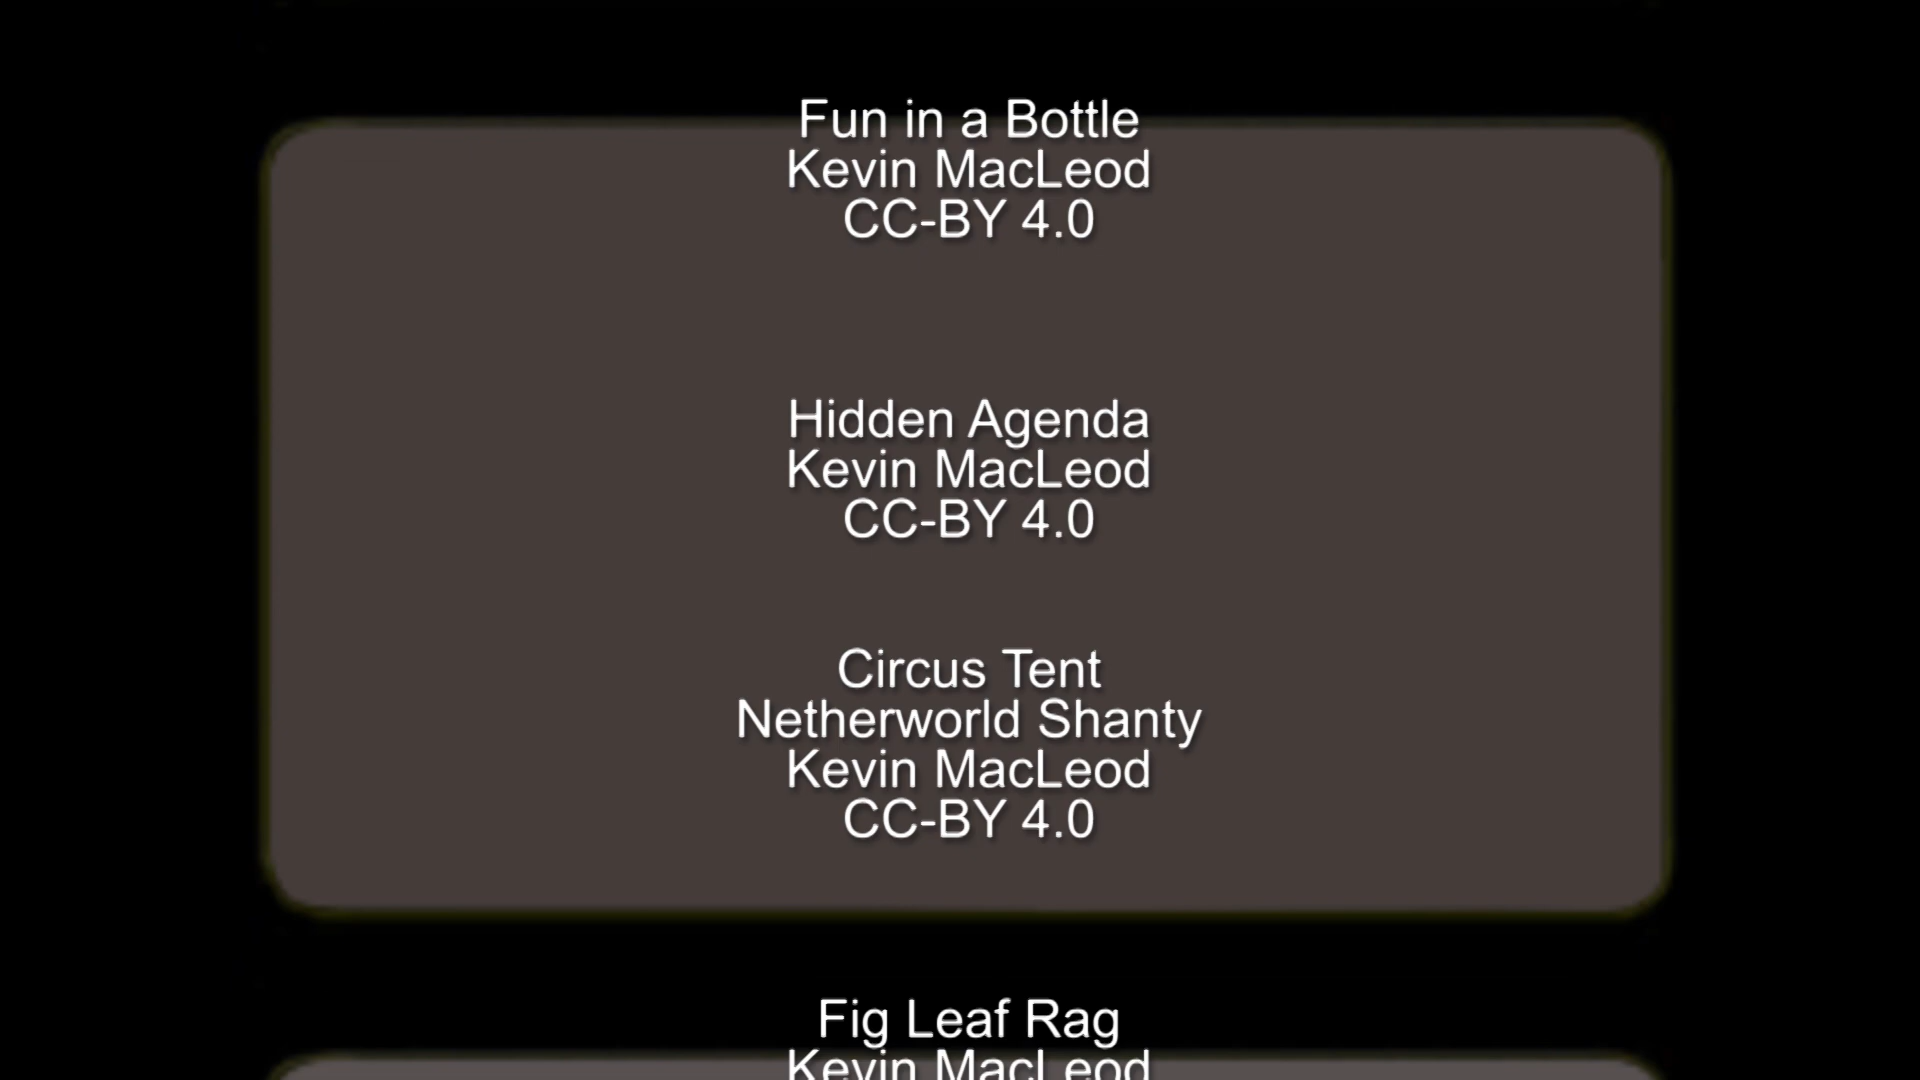 Fun in a Bottle
Kevin MacLeod
CC-BY 4.0
Hidden Agenda
Kevin MacLeod
CC-BY 4.0
Circus Tent
Netherworld Shanty
Kevin MacLeod
CC-BY 4.0
Fig Leaf Rag
Kevin MacLeod